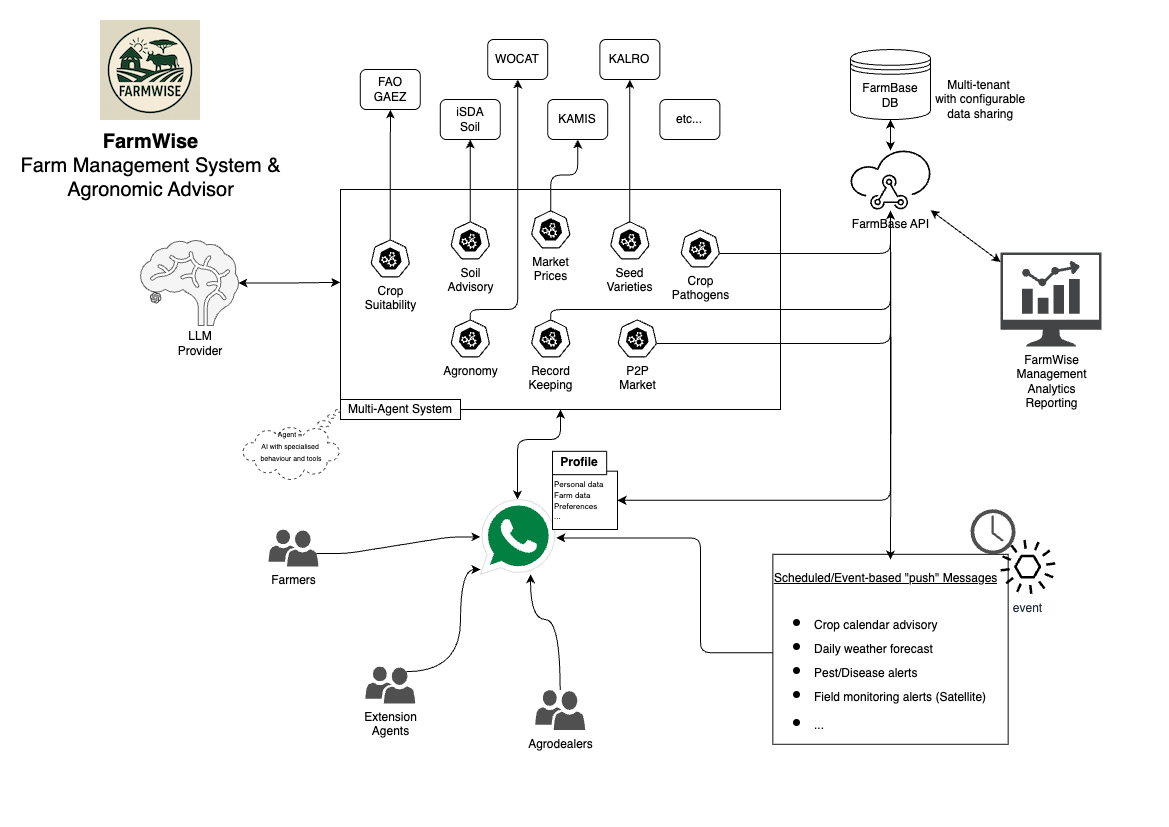 FARMWISE
FarmWise
Farm Management System &
Agronomic Advisor
FAO
GAEZ
iSDA
Soil
WOCAT
KAMIS
KALRO
etc...
FarmBase
DB
Multi-tenant
with configurable
data sharing
FarmBase API
LLM
Provider
Crop
Suitability
Soil
Advisory
Market
Prices
Seed
Varieties
Crop
Pathogens
Agronomy
Record
Keeping
P2P
Market
Multi-Agent System
Agent =
AI with specialised
behaviour and tools
FarmWise
Management
Analytics
Reporting
Profile
Personal data
Farm data
Preferences
...
Farmers
Extension
Agents
Agrodealers
Scheduled/Event-based "push" Messages
event
● Crop calendar advisory
● Daily weather forecast
● Pest/Disease alerts
● Field monitoring alerts (Satellite)
● ...